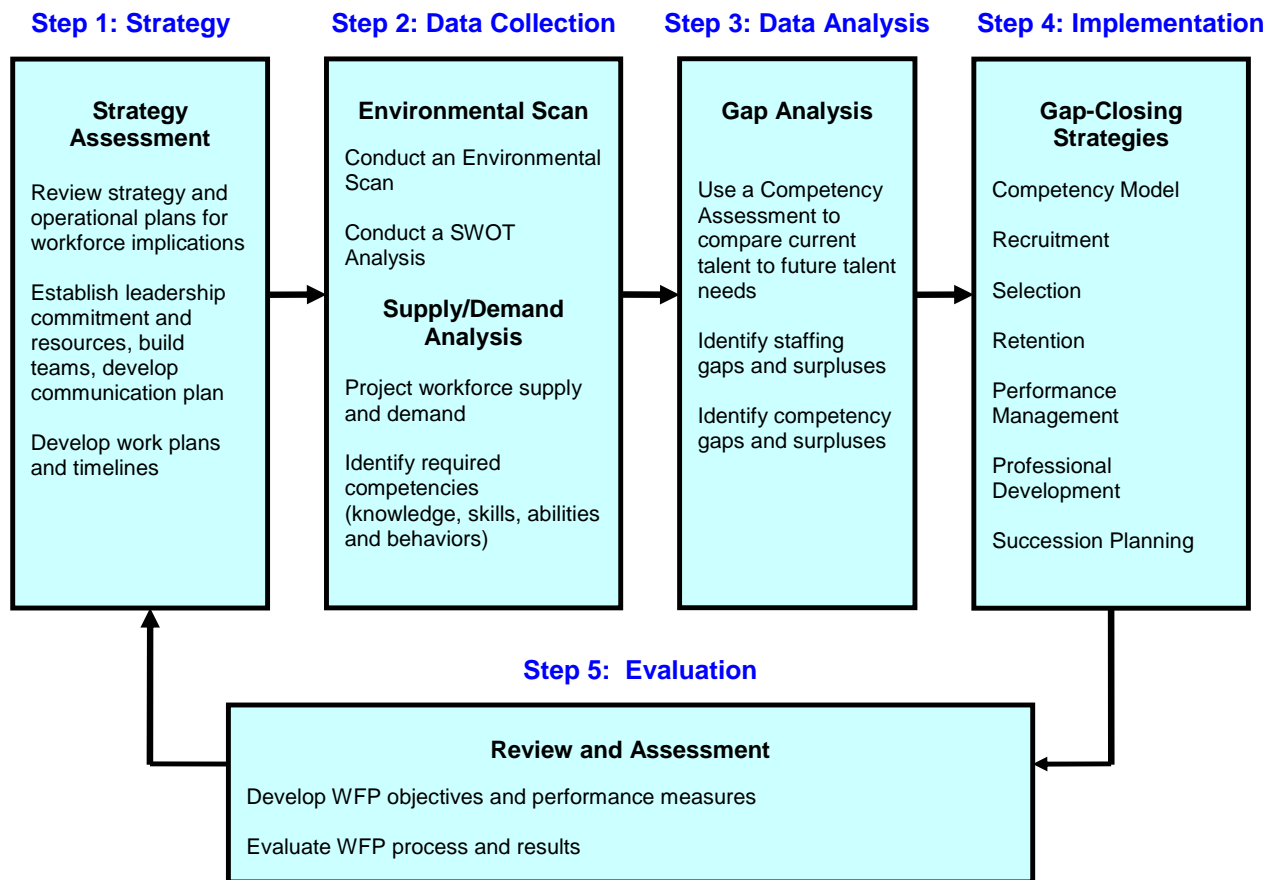 Step 1: Strategy
Strategy
Assessment
Review strategy and
operational plans for
workforce implications
Establish leadership
commitment and
resources, build
teams, develop
communication plan
Develop work plans
and timelines
Step 2: Data Collection
Environmental Scan
Conduct an Environmental
Scan
Conduct a SWOT
Analysis
Supply/Demand
Analysis
Project workforce supply
and demand
Identify required
competencies
(knowledge, skills, abilities
and behaviors)
Step 3: Data Analysis
Gap Analysis
Use a Competency
Assessment to
compare current
talent to future talent
needs
Identify staffing
gaps and surpluses
Identify competency
gaps and surpluses
Step 4: Implementation
Gap-Closing
Strategies
Competency Model
Recruitment
Selection
Retention
Performance
Management
Professional
Development
Succession Planning
Step 5: Evaluation
Review and Assessment
Develop WFP objectives and performance measures
Evaluate WFP process and results